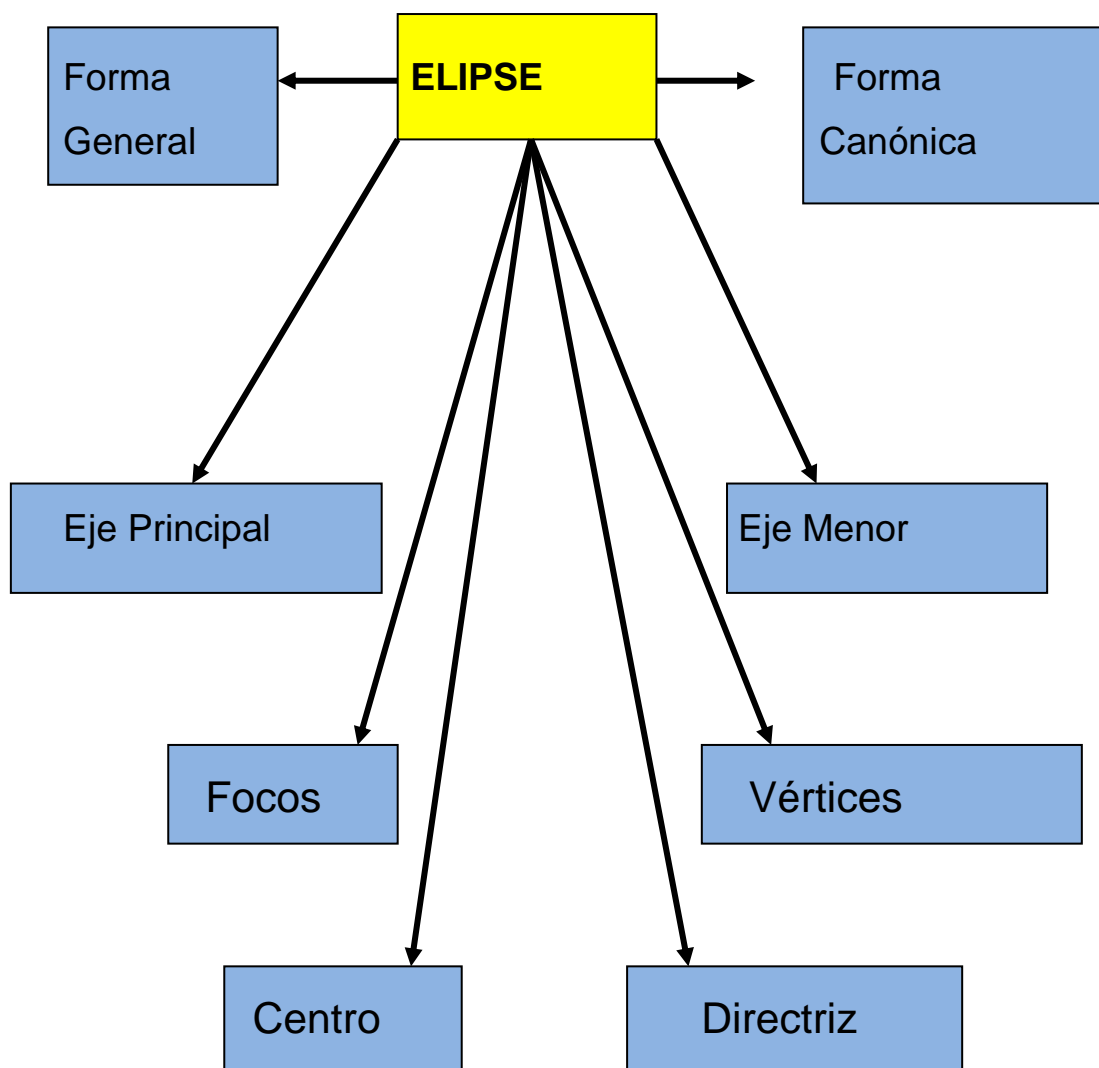 Forma
General
ELIPSE
Forma
Canónica
Eje Principal
Eje Menor
Focos
Vértices
Centro
Directriz